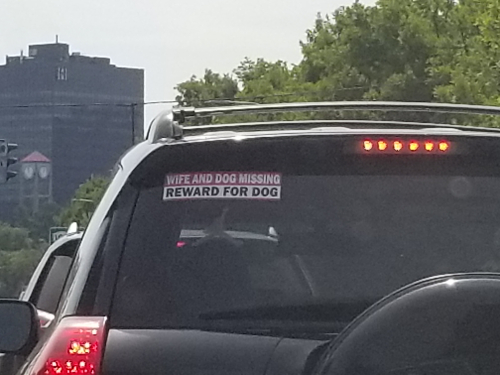 WIFE AND DOG MISSING
REWARD FOR DOG